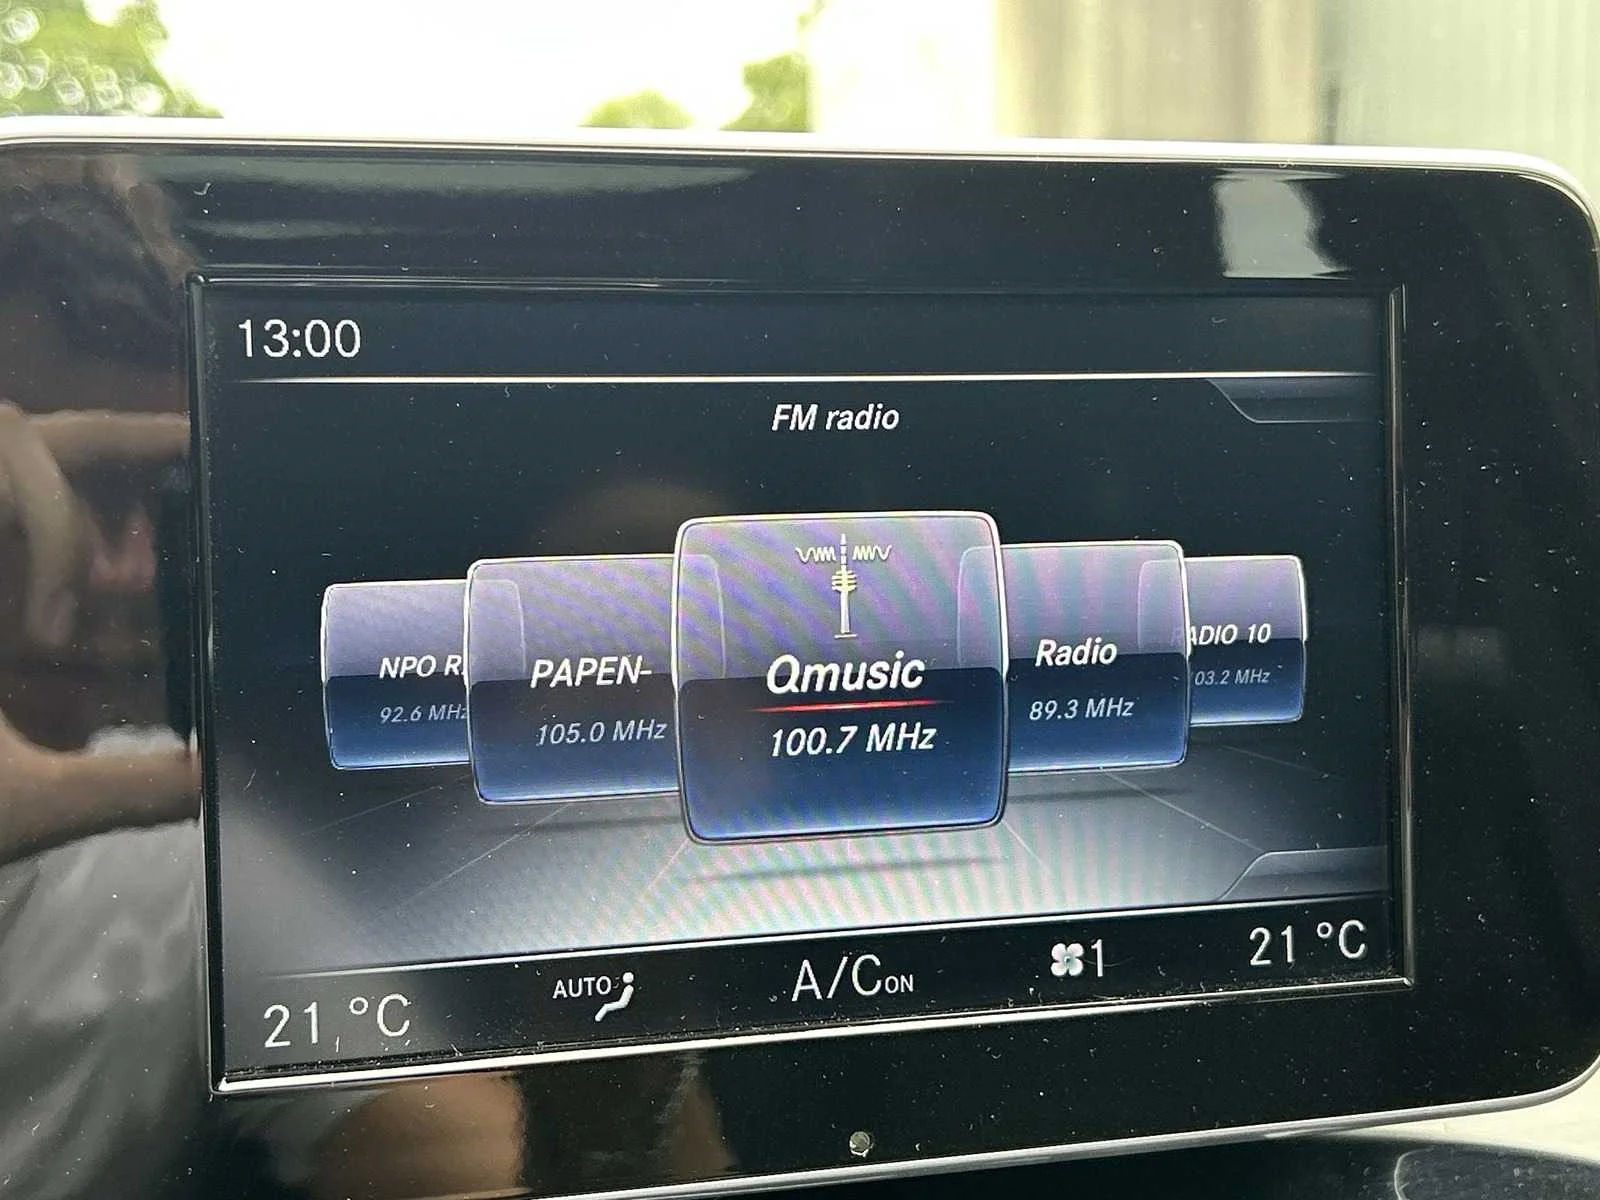 13:00
FM radio
NPO R
92.6 MHz
PAPEN-
105.0 MHz
Qmusic
100.7 MHz
Radio
89.3 MHz
ADIO 10
03.2 MHz
21 °C
AUTO
A/C ON
1
21 °C